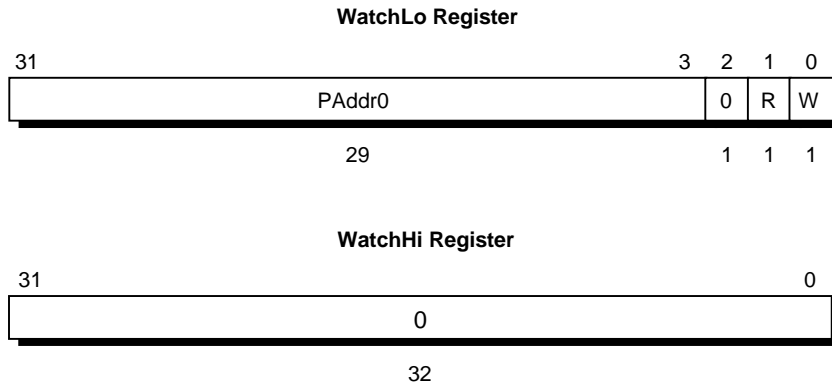 WatchLo Register
31 3 2 1 0
PAddr0 0 R W
29 1 1 1
WatchHi Register
31 0
0
32